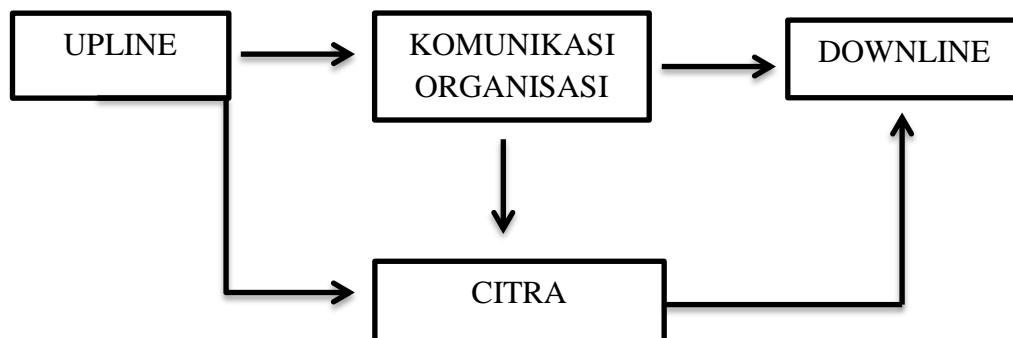 UPLINE
KOMUNIKASI
ORGANISASI
DOWNLINE
CITRA